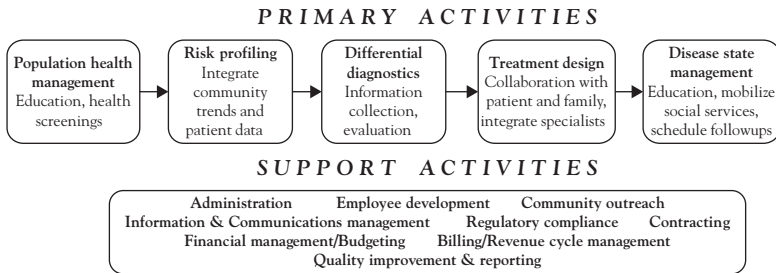 PRIMARY ACTIVITIES
Population health
management
Education, health
screenings
Risk profiling
Integrate
community
trends and
patient data
Differential
diagnostics
Information
collection,
evaluation
Treatment design
Collaboration with
patient and family,
integrate specialists
Disease state
management
Education, mobilize
social services,
schedule followups
SUPPORT ACTIVITIES
Administration Employee development Community outreach
Information & Communications management Regulatory compliance Contracting
Financial management/Budgeting Billing/Revenue cycle management
Quality improvement & reporting